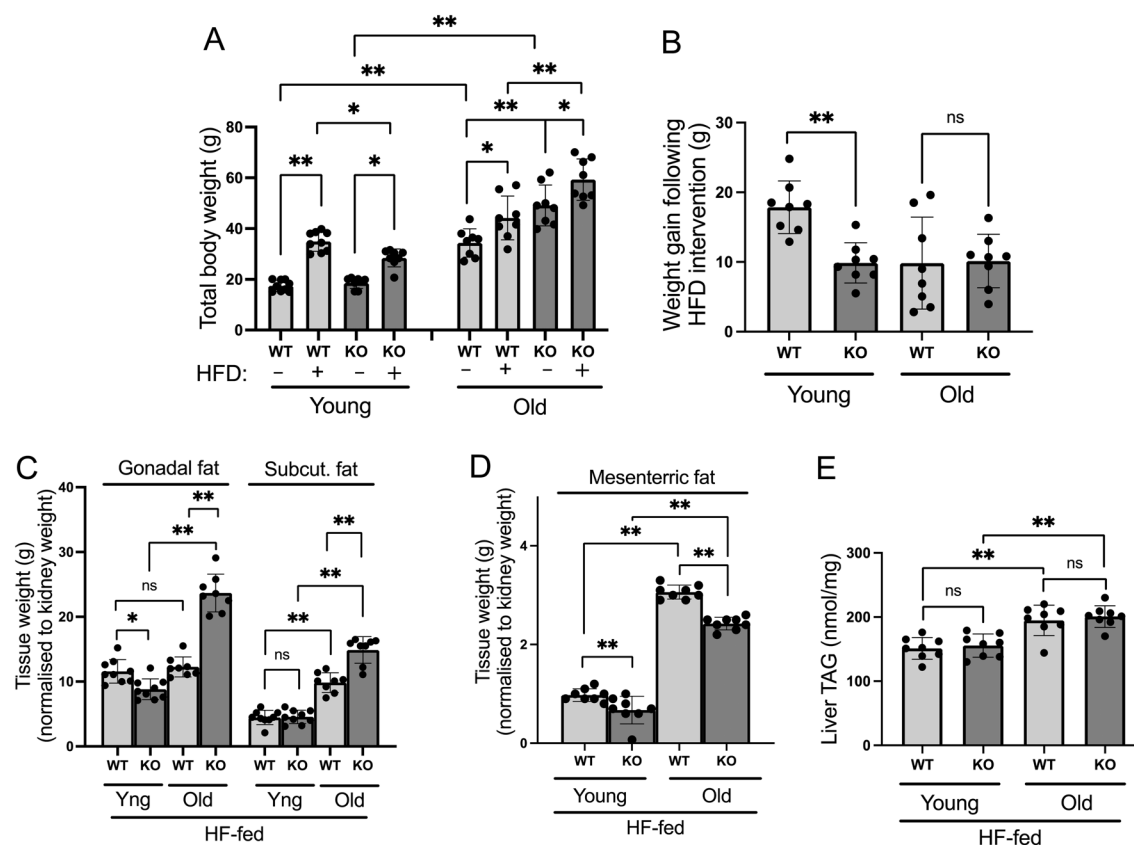 A
**
**
**
*
**
*
**
*
**
*
Total body weight (g)
80
60
40
20
0
WT WT KO KO WT WT KO KO
HFD: − + − + − + − +
Young Old
B
**
ns
Weight gain following
HFD intervention (g)
30
20
10
0
WT KO WT KO
Young Old
C
Gonadal fat Subcut. fat
**
**
ns
*
**
**
**
ns
Tissue weight (g)
(normalised to kidney weight)
40
30
20
10
0
WT KO WT KO WT KO WT KO
Yng Old Yng Old
HF-fed
D
Mesenterric fat
**
**
**
**
Tissue weight (g)
(normalised to kidney weight)
4
2
0
WT KO WT KO
Young Old
HF-fed
E
**
**
ns
ns
Liver TAG (nmol/mg)
300
200
100
0
WT KO WT KO
Young Old
HF-fed